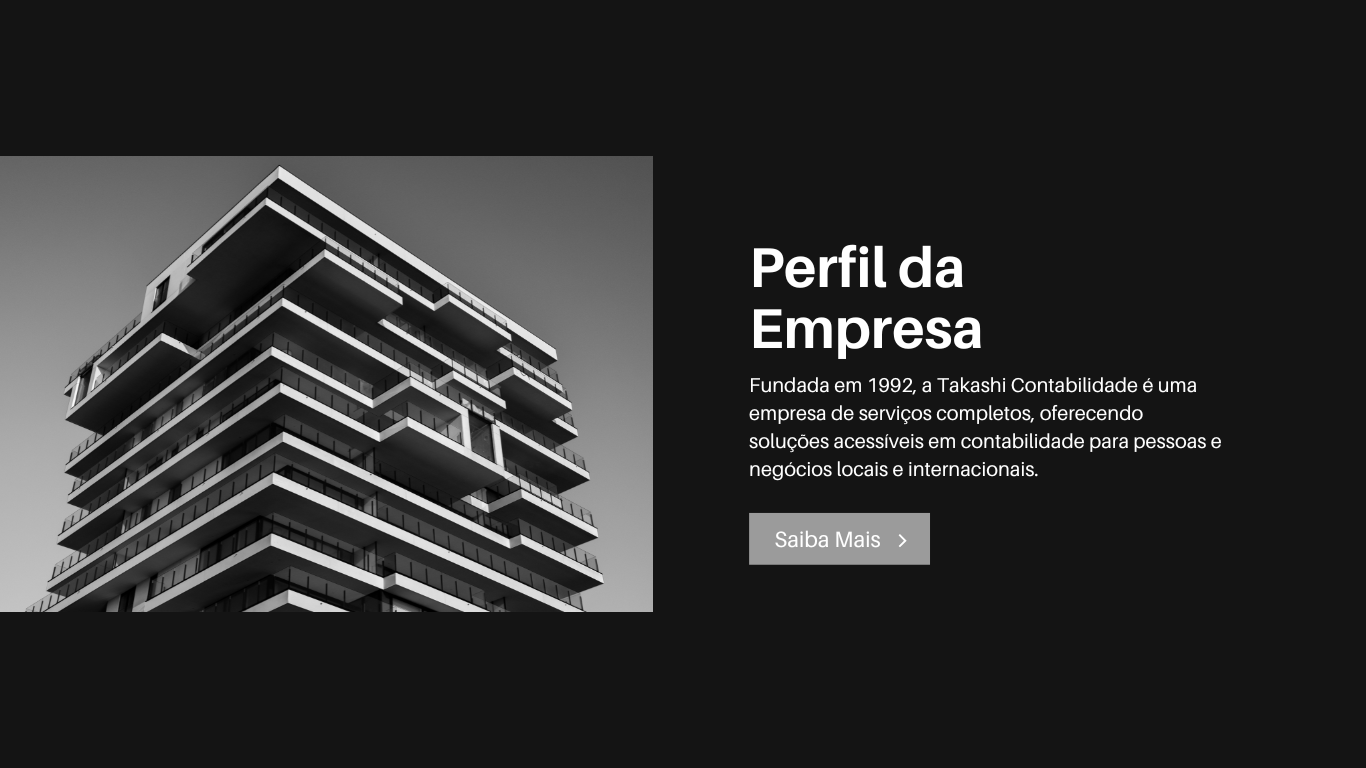 Perfil da
Empresa
Fundada em 1992, a Takashi Contabilidade é uma
empresa de serviços completos, oferecendo
soluções acessíveis em contabilidade para pessoas e
negócios locais e internacionais.
Saiba Mais